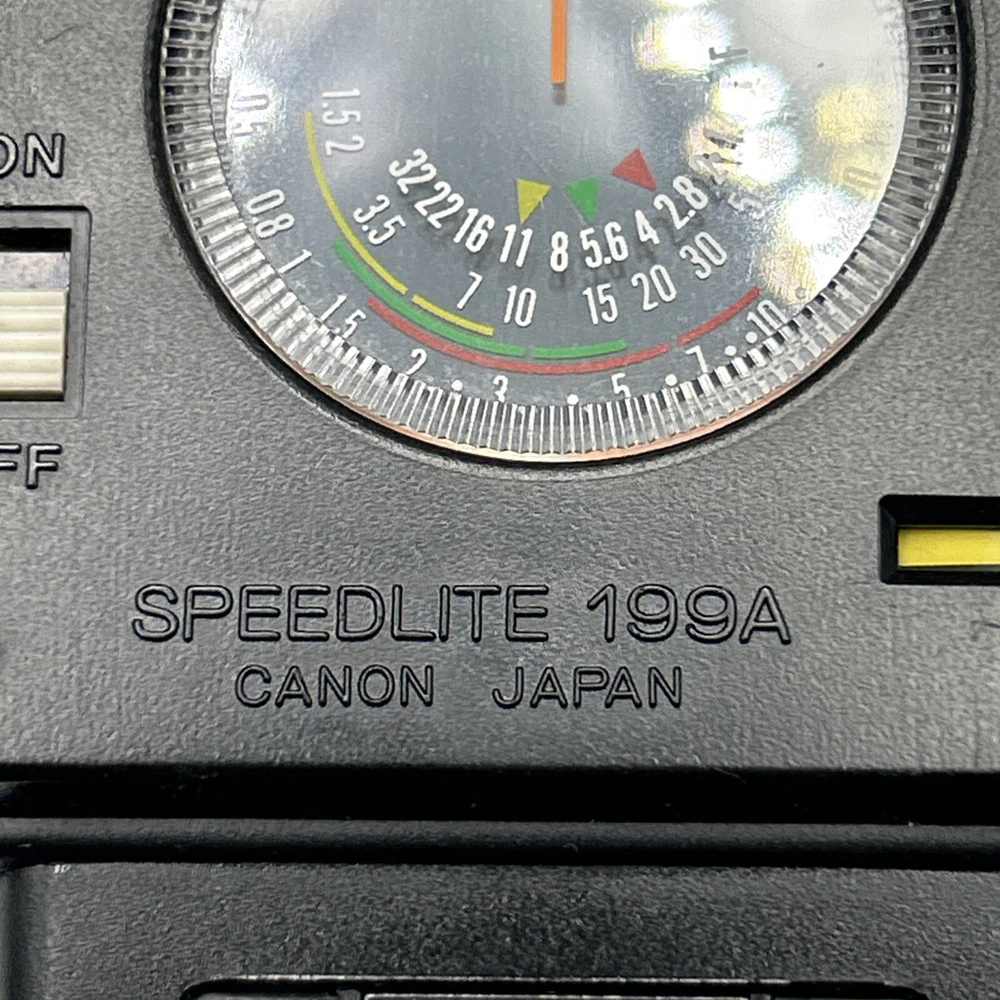 ON
1.5 2
3.5
7 10 15 20 30
32 22 16 11 8 5.6 4 2.8
0.8 1 1.5 2 3 5 7 10
FF
SPEEDLITE 199A
CANON JAPAN